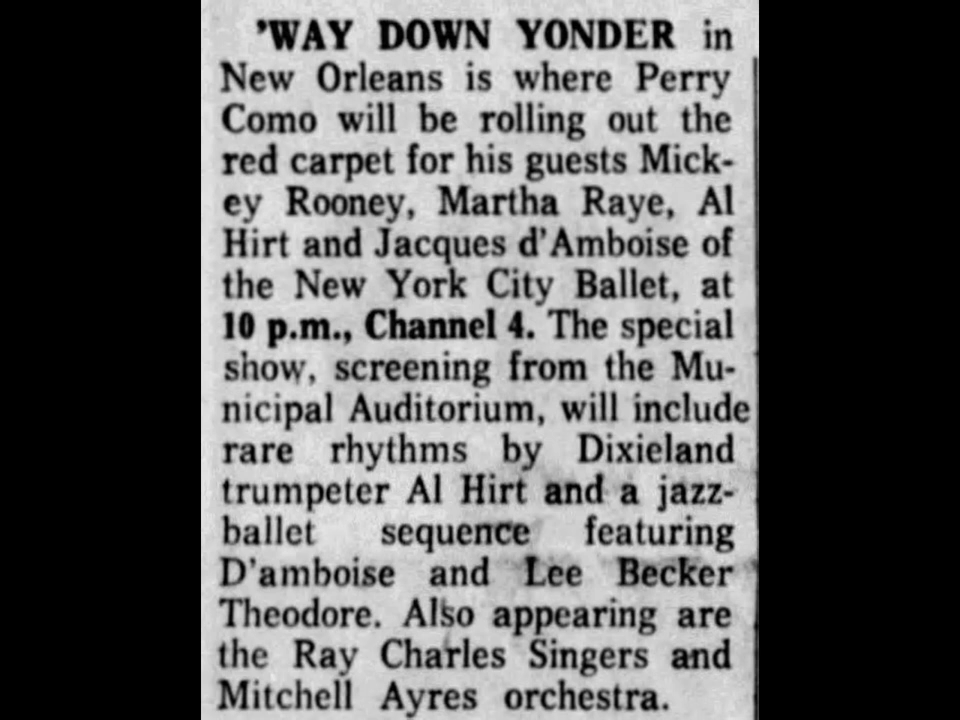 'WAY DOWN YONDER in
New Orleans is where Perry
Como will be rolling out the
red carpet for his guests Mick-
ey Rooney, Martha Raye, Al
Hirt and Jacques d'Amboise of
the New York City Ballet, at
10 p.m., Channel 4. The special
show, screening from the Mu-
nicipal Auditorium, will include
rare rhythms by Dixieland
trumpeter Al Hirt and a jazz-
ballet sequence featuring
D'amboise and Lee Becker
Theodore. Also appearing are
the Ray Charles Singers and
Mitchell Ayres orchestra.